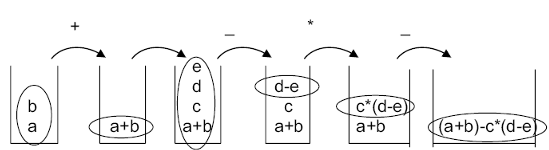 + – * –
b
a
a+b
e
d
c
a+b
d-e
c
a+b
c*(d-e)
a+b
(a+b)-c*(d-e)